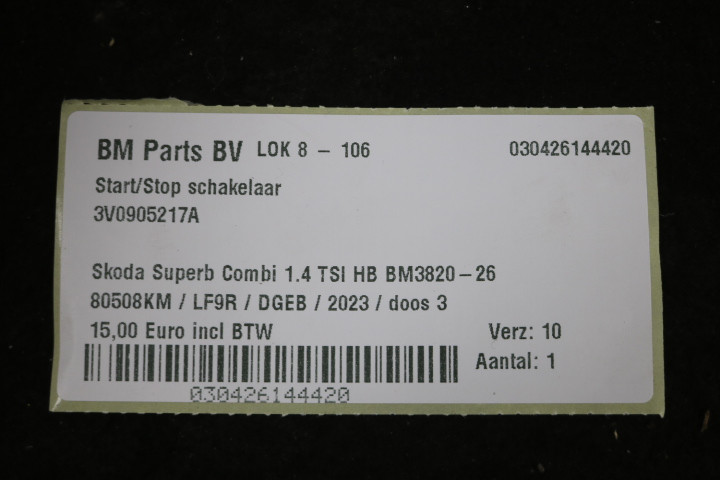 BM Parts BV LOK 8 - 106 030426144420
Start/Stop schakelaar
3V0905217A
Skoda Superb Combi 1.4 TSI HB BM3820-26
80508KM / LF9R / DGEB / 2023 / doos 3
15,00 Euro incl BTW Verz: 10
Aantal: 1
030426144420